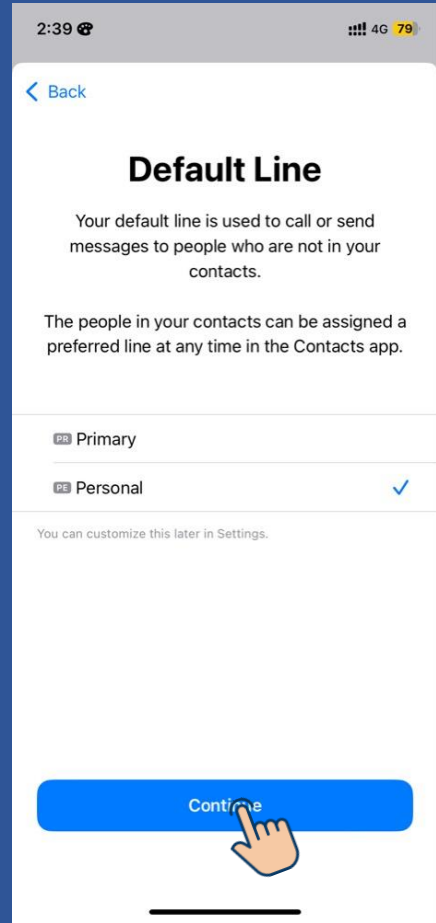 2:39 4G 79
Back
Default Line
Your default line is used to call or send
messages to people who are not in your
contacts.
The people in your contacts can be assigned a
preferred line at any time in the Contacts app.
PR Primary
PE Personal
You can customize this later in Settings.
Continue